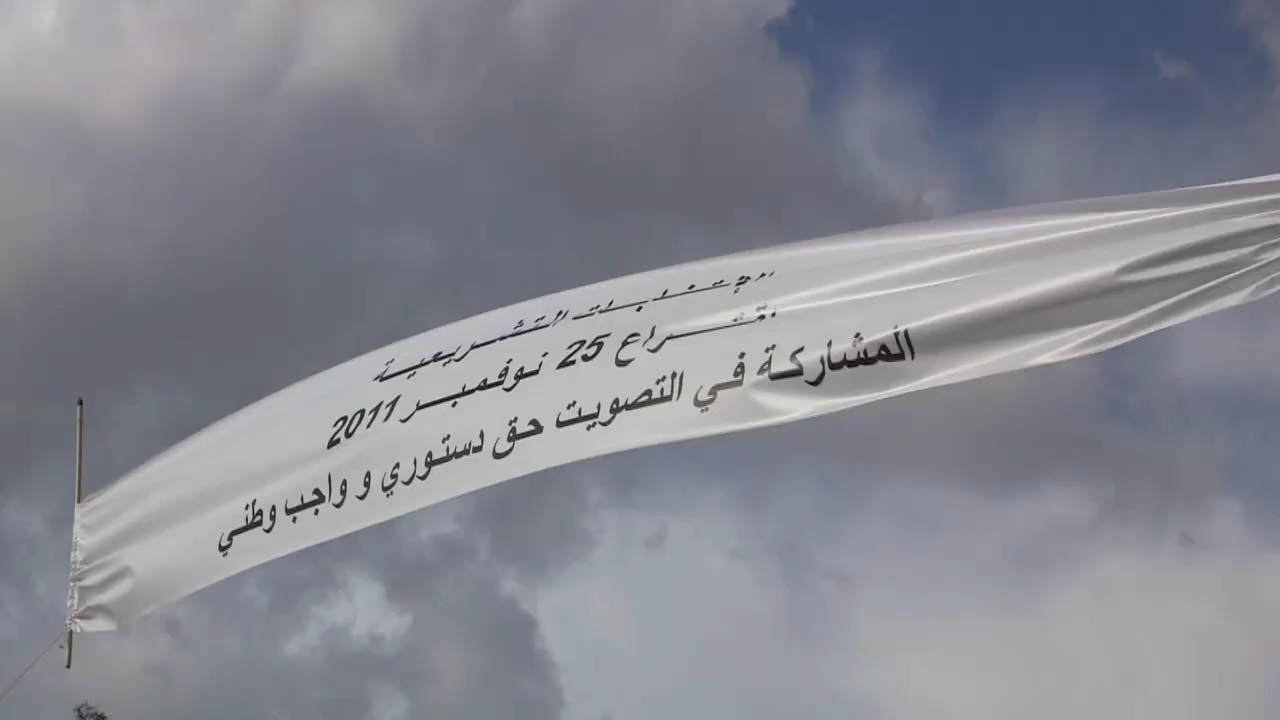 الإنتخابات التشريعية
إقتراع 25 نوفمبر 2011
المشاركة في التصويت حق دستوري و واجب وطني